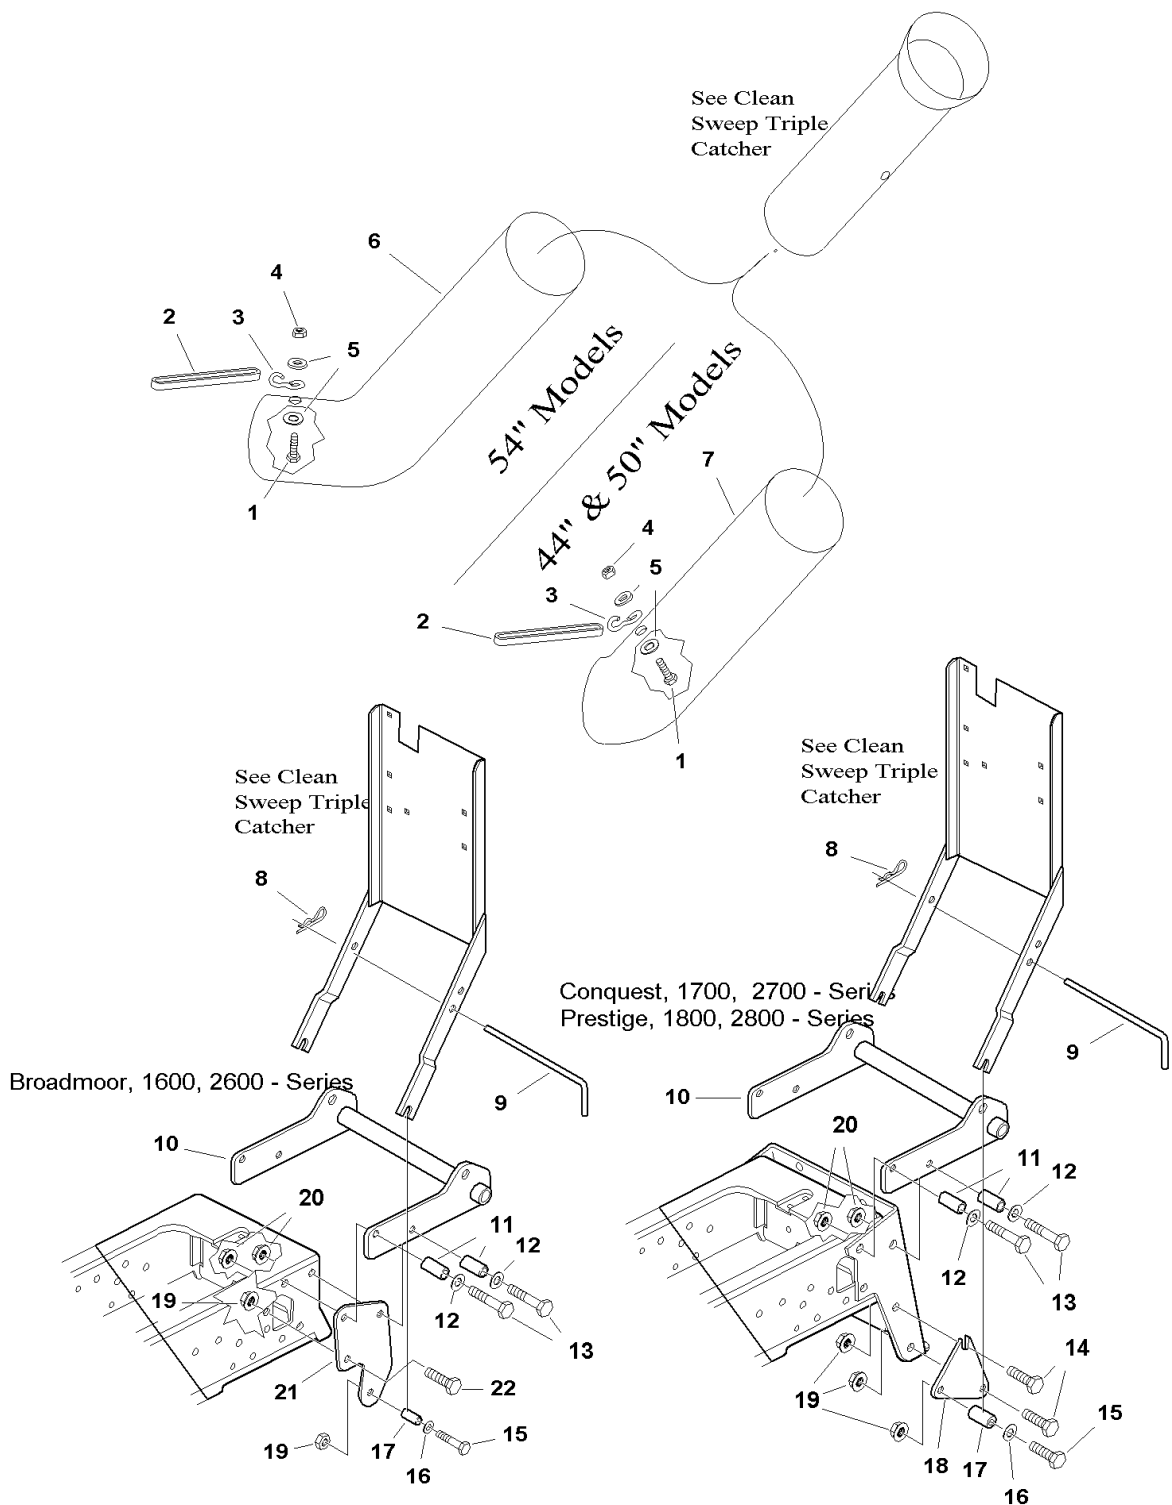 See Clean
Sweep Triple
Catcher
6
4
2
3
5
54" Models
44" & 50" Models
1
7
4
5
3
2
1
See Clean
Sweep Triple
Catcher
8
See Clean
Sweep Triple
Catcher
8
Conquest, 1700,  2700 - Series
Prestige, 1800, 2800 - Series
9
9
Broadmoor, 1600, 2600 - Series
10
10
20
11
12
20
11
12
19
12
13
12
13
21
22
14
19
19
17
15
16
18
17
15
16